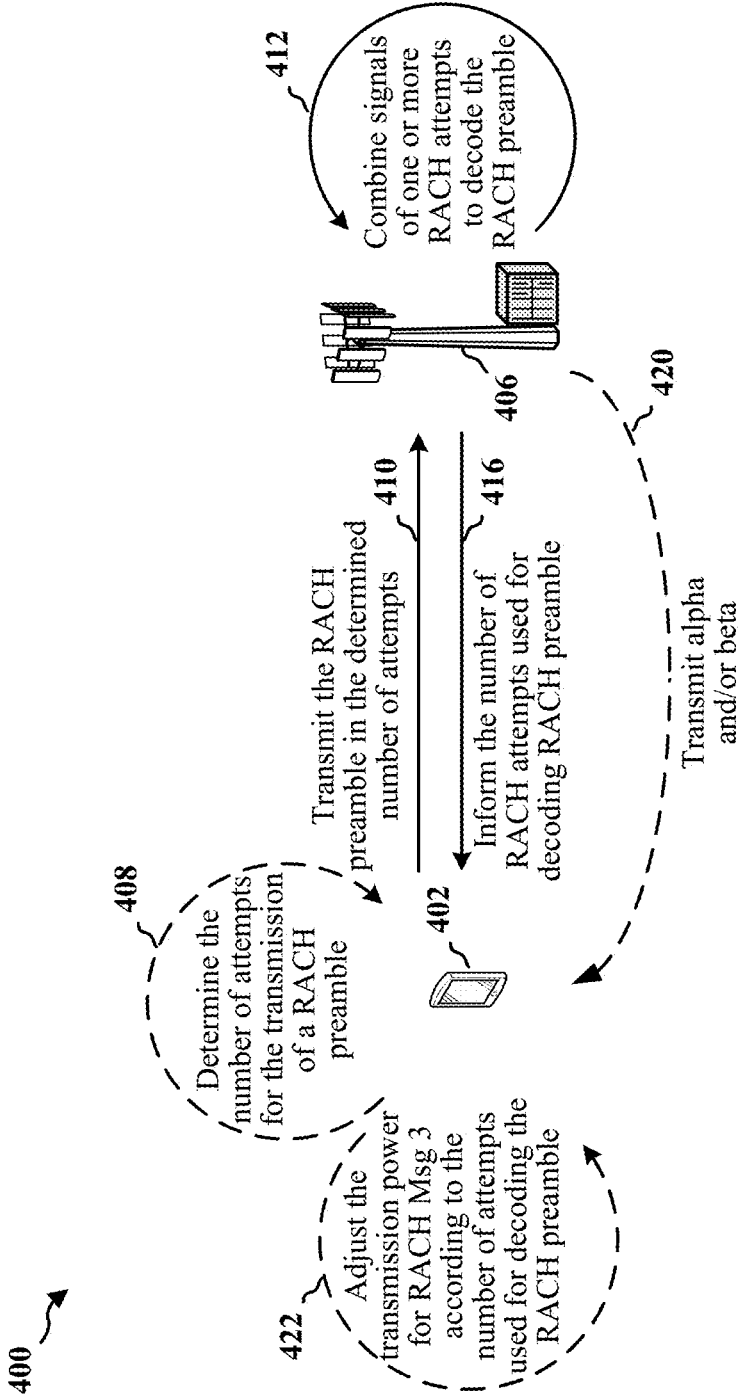 400
422
Adjust the
transmission power
for RACH Msg 3
according to the
number of attempts
used for decoding the
RACH preamble
408
Determine the
number of attempts
for the transmission
of a RACH
preamble
402
Transmit the RACH
preamble in the determined
number of attempts
410
416
Inform the number of
RACH attempts used for
decoding RACH preamble
406
412
Combine signals
of one or more
RACH attempts
to decode the
RACH preamble
420
Transmit alpha
and/or beta